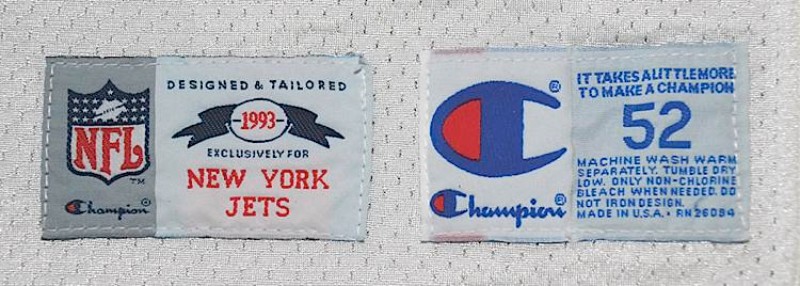 NFL
TM
Champion
DESIGNED & TAILORED
1993
EXCLUSIVELY FOR
NEW YORK
JETS
C ®
Champion®
IT TAKES A LITTLE MORE
TO MAKE A CHAMPION
52
MACHINE WASH WARM
SEPARATELY. TUMBLE DRY
LOW. ONLY NON-CHLORINE
BLEACH WHEN NEEDED. DO
NOT IRON DESIGN.
MADE IN U.S.A. • RN26094